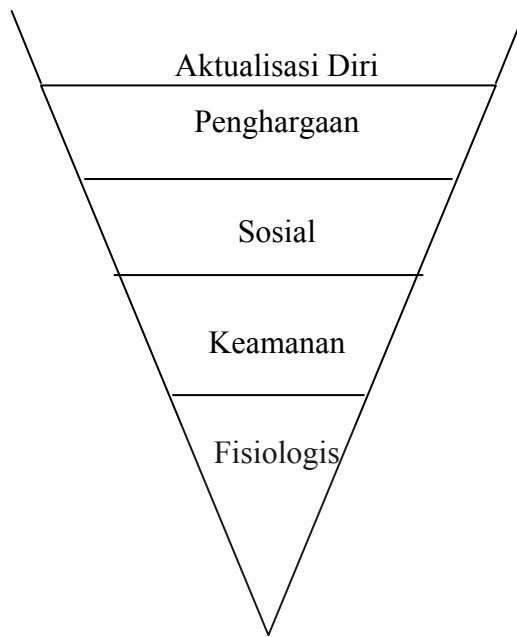 Aktualisasi Diri
Penghargaan
Sosial
Keamanan
Fisiologis